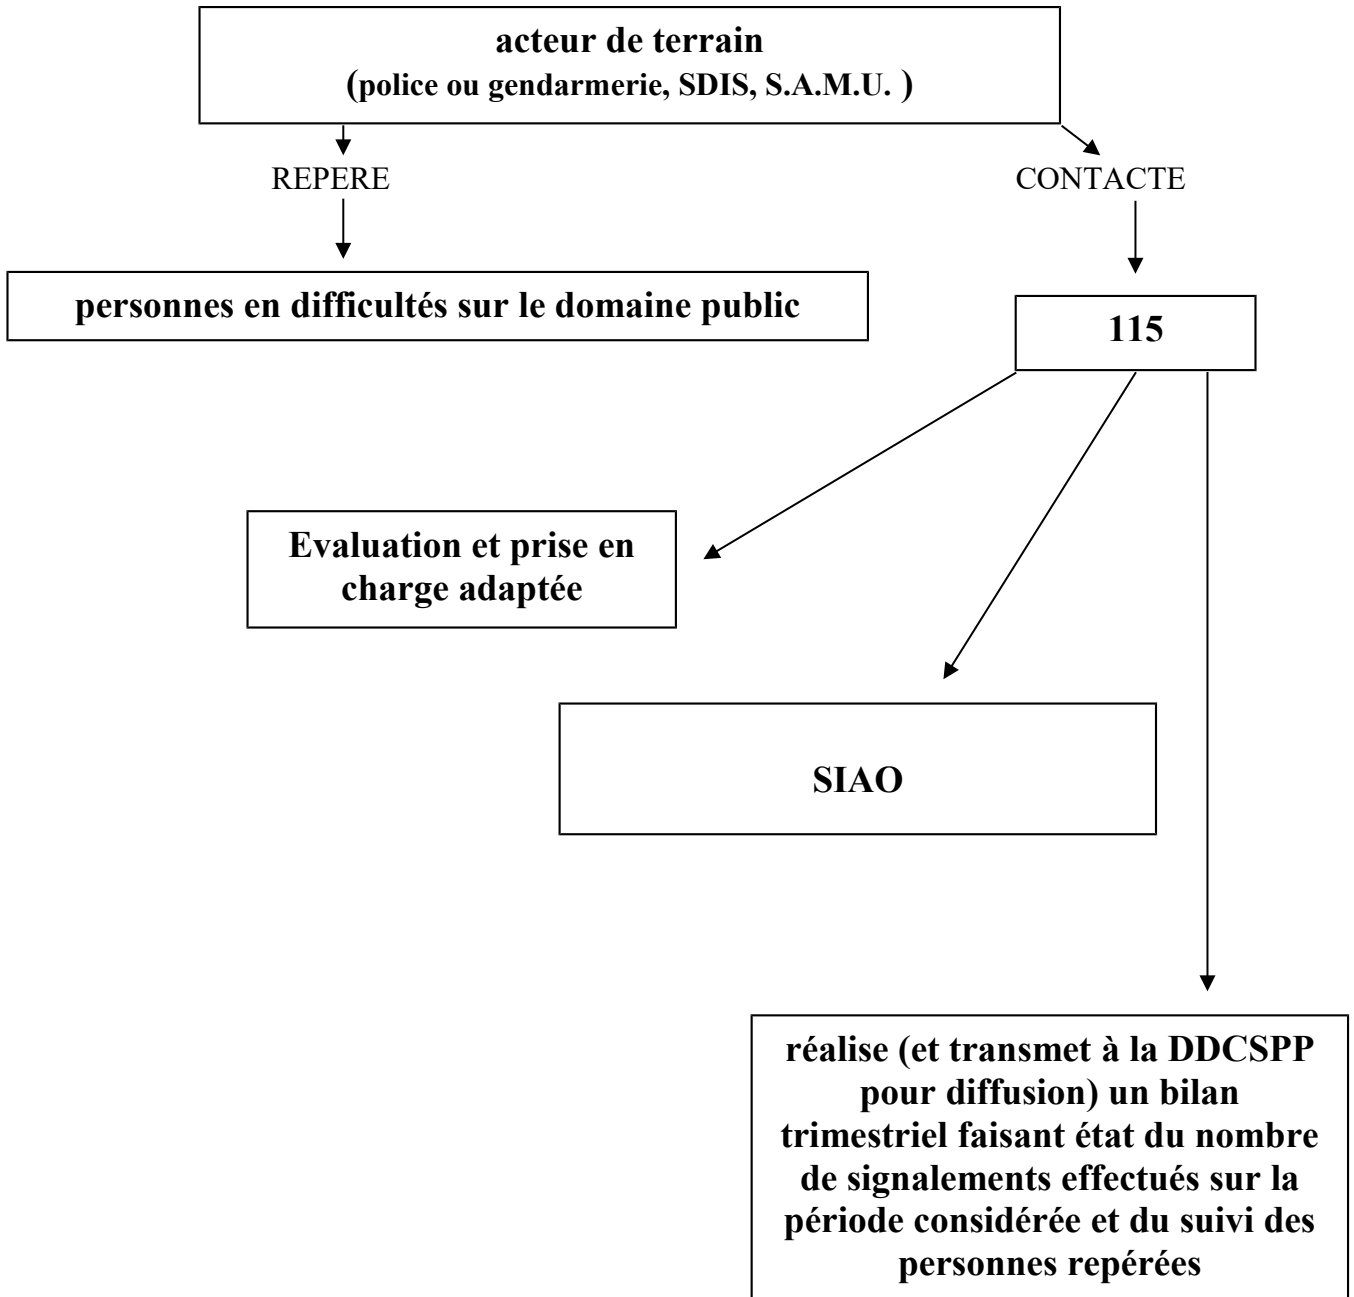 acteur de terrain
(police ou gendarmerie, SDIS, S.A.M.U. )
REPERE
CONTACTE
personnes en difficultés sur le domaine public
115
Evaluation et prise en
charge adaptée
SIAO
réalise (et transmet à la DDCSPP
pour diffusion) un bilan
trimestriel faisant état du nombre
de signalements effectués sur la
période considérée et du suivi des
personnes repérées